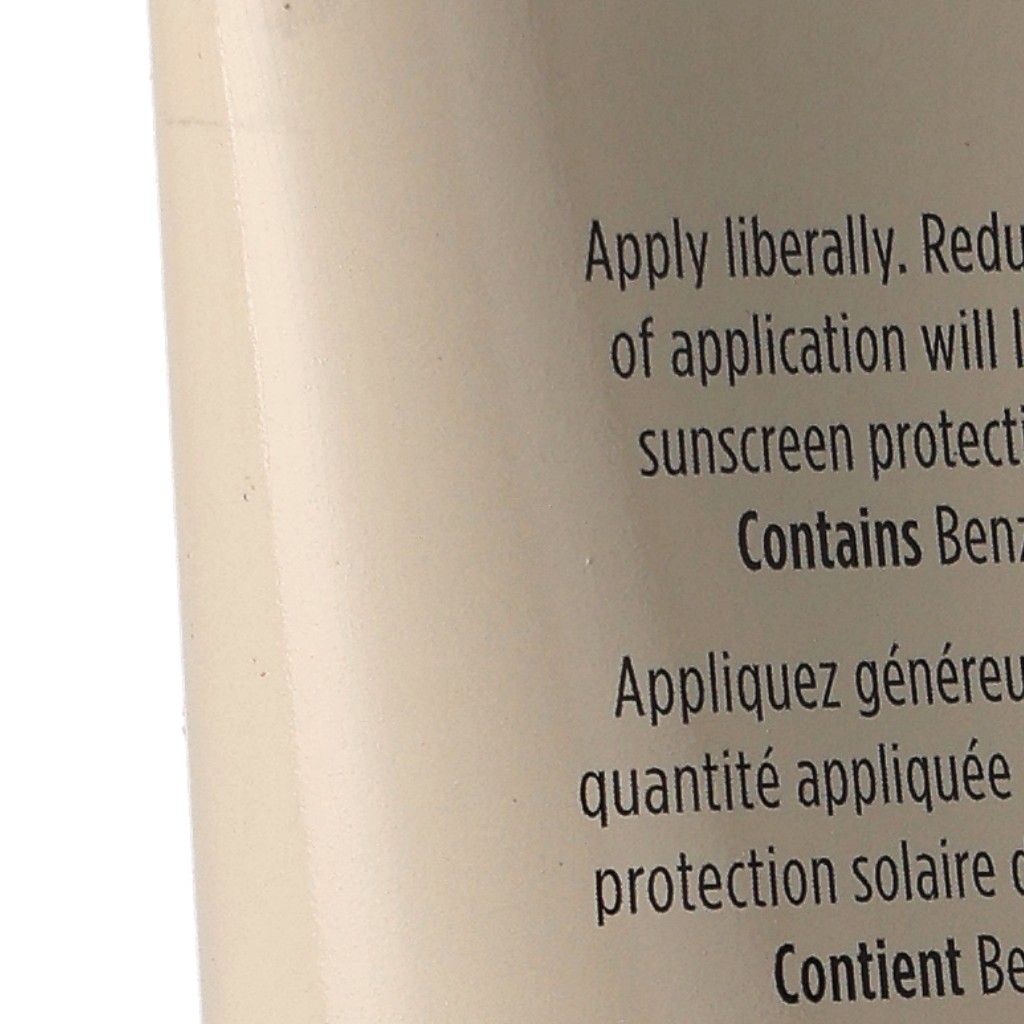 Apply liberally. Redu
of application will l
sunscreen protecti
Contains Benz
Appliquez généreu
quantité appliquée
protection solaire
Contient Be